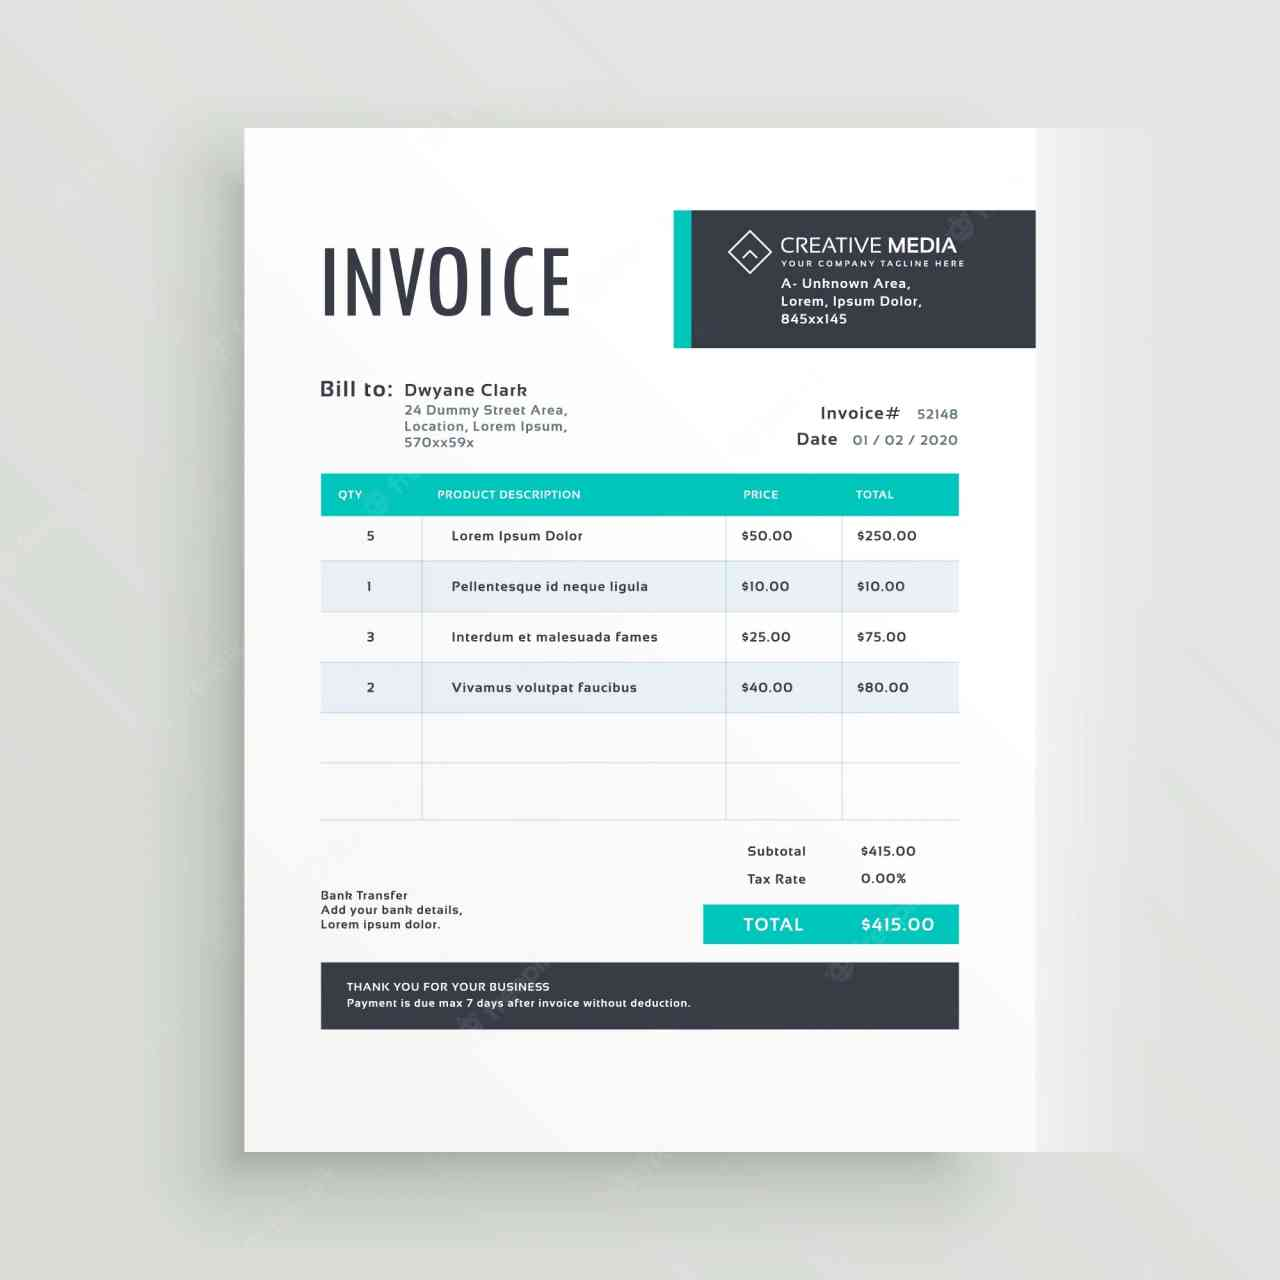 INVOICE
CREATIVE MEDIA
YOUR COMPANY TAGLINE HERE
A- Unknown Area,
Lorem, Ipsum Dolor,
845xx145
Bill to: Dwyane Clark
24 Dummy Street Area,
Location, Lorem Ipsum,
570xx59x
Invoice# 52148
Date 01 / 02 / 2020
QTY PRODUCT DESCRIPTION PRICE TOTAL
5 Lorem Ipsum Dolor $50.00 $250.00
1 Pellentesque id neque ligula $10.00 $10.00
3 Interdum et malesuada fames $25.00 $75.00
2 Vivamus volutpat faucibus $40.00 $80.00
Subtotal $415.00
Tax Rate 0.00%
Bank Transfer
Add your bank details,
Lorem ipsum dolor.
TOTAL $415.00
THANK YOU FOR YOUR BUSINESS
Payment is due max 7 days after invoice without deduction.